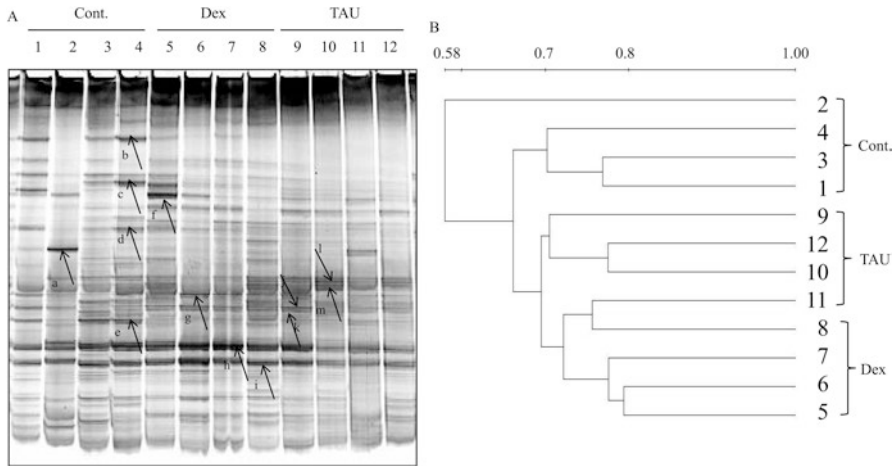 A
Cont. Dex TAU
1 2 3 4 5 6 7 8 9 10 11 12
b
c
f
d
l
a
g
m
k
e
h
i
B
0.58 0.7 0.8 1.00
2
4
3
1
Cont.
9
12
10
11
TAU
8
7
6
5
Dex